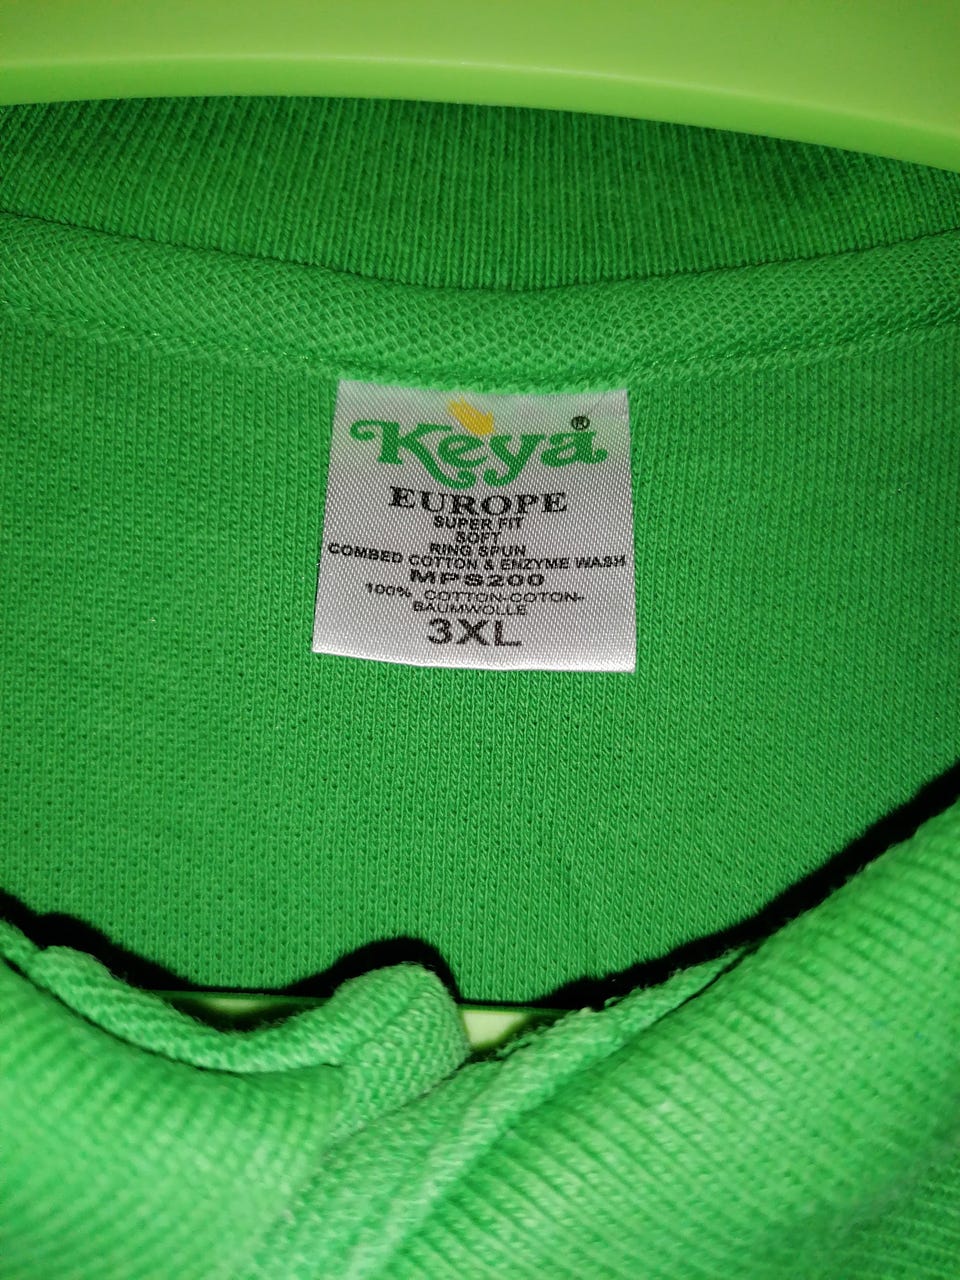 Keya®
EUROPE
SUPER FIT
SOFT
RING SPUN
COMBED COTTON & ENZYME WASH
MPS200
100% COTTON-COTON-
BAUMWOLLE
3XL